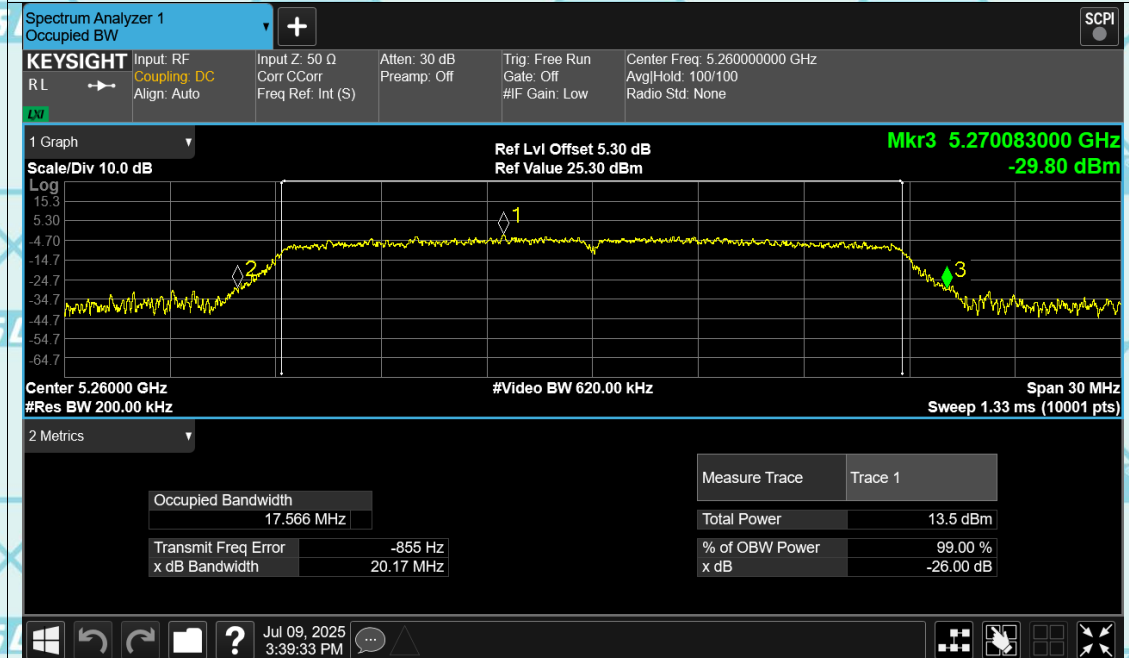 Spectrum Analyzer 1
Occupied BW
SCPI
KEYSIGHT
RL
LXI
Input: RF
Coupling: DC
Align: Auto
Input Z: 50 Ω
Corr CCorr
Freq Ref: Int (S)
Atten: 30 dB
Preamp: Off
Trig: Free Run
Gate: Off
#IF Gain: Low
Center Freq: 5.260000000 GHz
Avg|Hold: 100/100
Radio Std: None
1 Graph
Scale/Div 10.0 dB
Ref Lvl Offset 5.30 dB
Ref Value 25.30 dBm
Mkr3 5.270083000 GHz
-29.80 dBm
Log
15.3
5.30
-4.70
-14.7
-24.7
-34.7
-44.7
-54.7
-64.7
1
2
3
Center 5.26000 GHz
#Video BW 620.00 kHz
Span 30 MHz
#Res BW 200.00 kHz
Sweep 1.33 ms (10001 pts)
2 Metrics
Occupied Bandwidth
17.566 MHz
Transmit Freq Error -855 Hz
x dB Bandwidth 20.17 MHz
Measure Trace Trace 1
Total Power 13.5 dBm
% of OBW Power 99.00 %
x dB -26.00 dB
Jul 09, 2025
3:39:33 PM